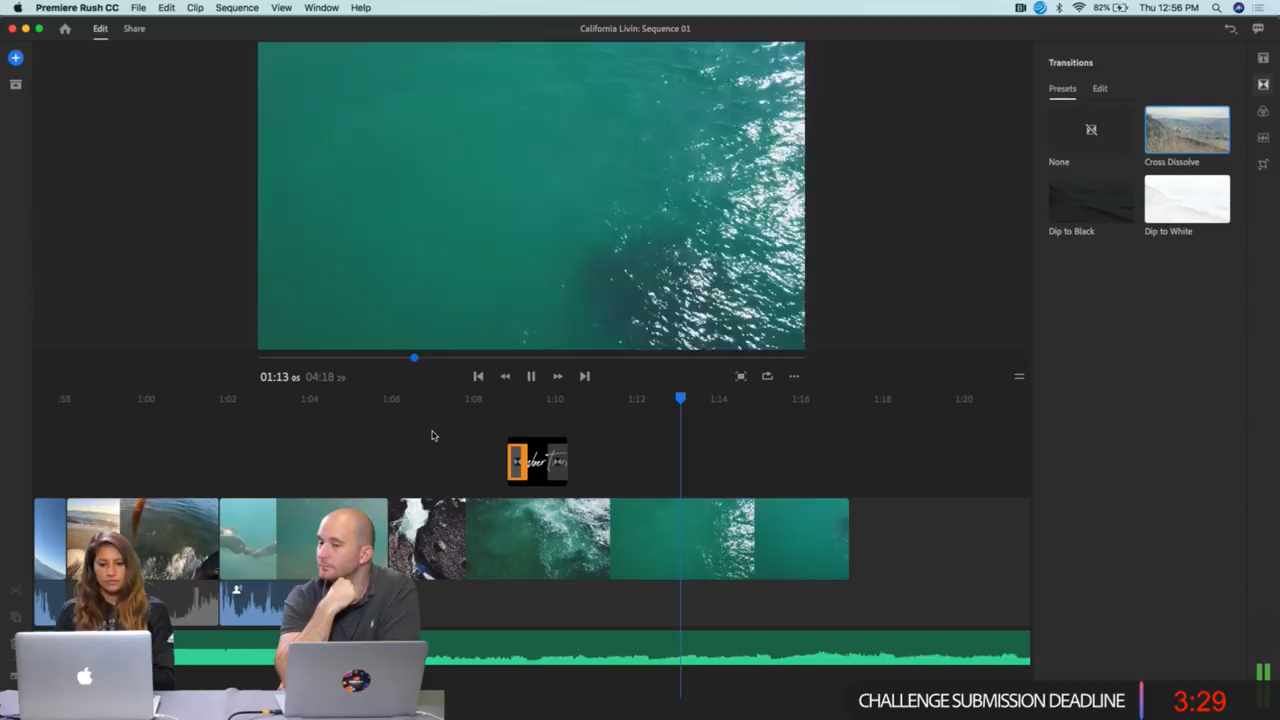 Premiere Rush CC File Edit Clip Sequence View Window Help
82% Thu 12:56 PM
Edit Share
California Livin: Sequence 01
Transitions
Presets Edit
None
Cross Dissolve
Dip to Black
Dip to White
01:13 05 04:18 29
:58 1:00 1:02 1:04 1:06 1:08 1:10 1:12 1:14 1:16 1:18 1:20
CHALLENGE SUBMISSION DEADLINE
3:29